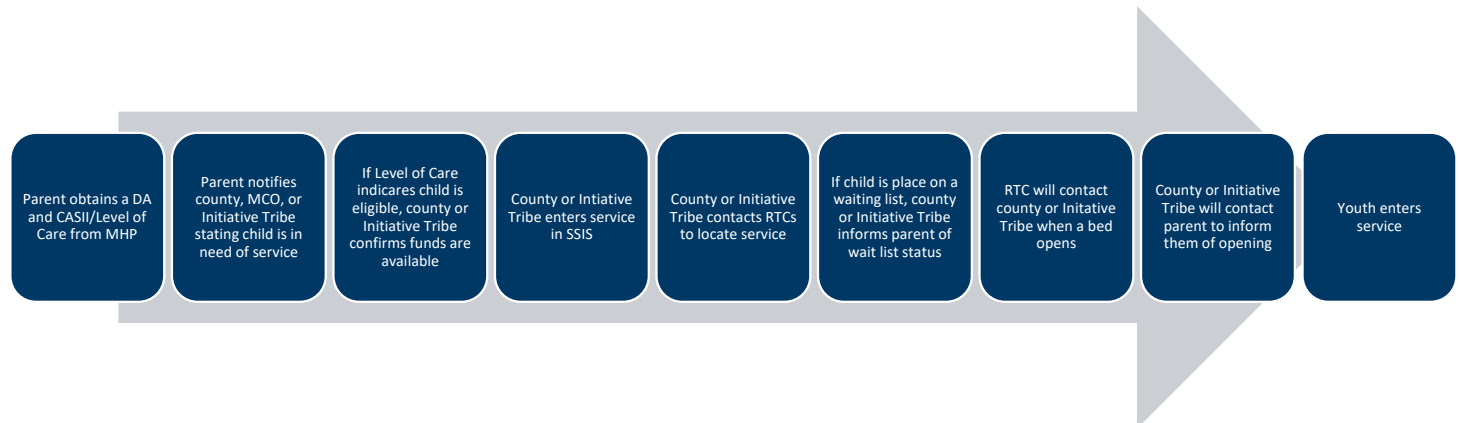 Parent obtains a DA
and CASII/Level of
Care from MHP
Parent notifies
county, MCO, or
Initiative Tribe
stating child is in
need of service
If Level of Care
indicares child is
eligible, county or
Initiative Tribe
confirms funds are
available
County or Intiative
Tribe enters service
in SSIS
County or Initiative
Tribe contacts RTCs
to locate service
If child is place on a
waiting list, county
or Initiative Tribe
informs parent of
wait list status
RTC will contact
county or Initative
Tribe when a bed
opens
County or Initiative
Tribe will contact
parent to inform
them of opening
Youth enters
service